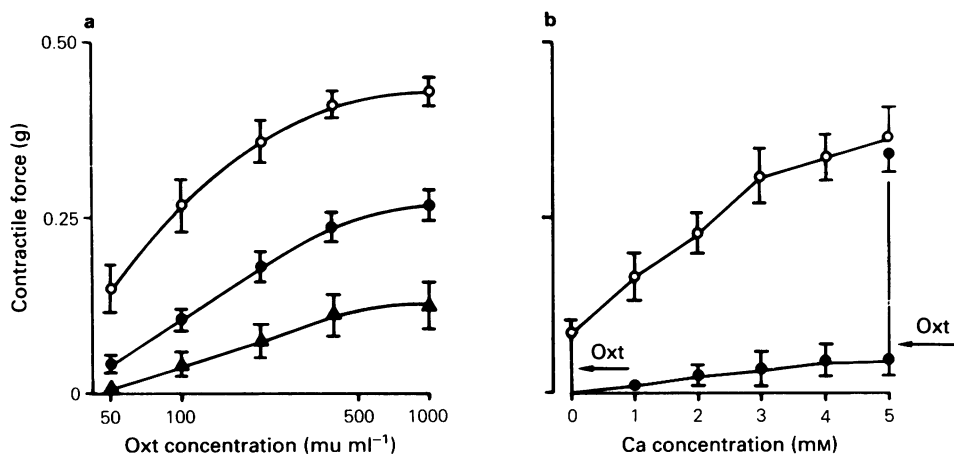 a
0.50
0.25
0
Contractile force (g)
50
100
500
1000
Oxt concentration (mu ml⁻¹)
b
Oxt
Oxt
0
1
2
3
4
5
Ca concentration (mM)